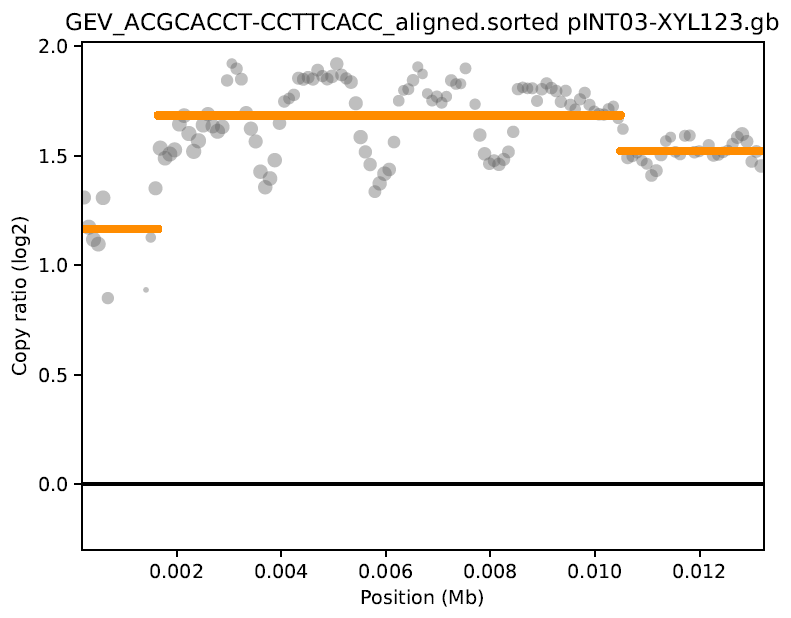 GEV_ACGCACCT-CCTTCACC_aligned.sorted pINT03-XYL123.gb
2.0
1.5
1.0
0.5
0.0
Copy ratio (log2)
0.002 0.004 0.006 0.008 0.010 0.012
Position (Mb)